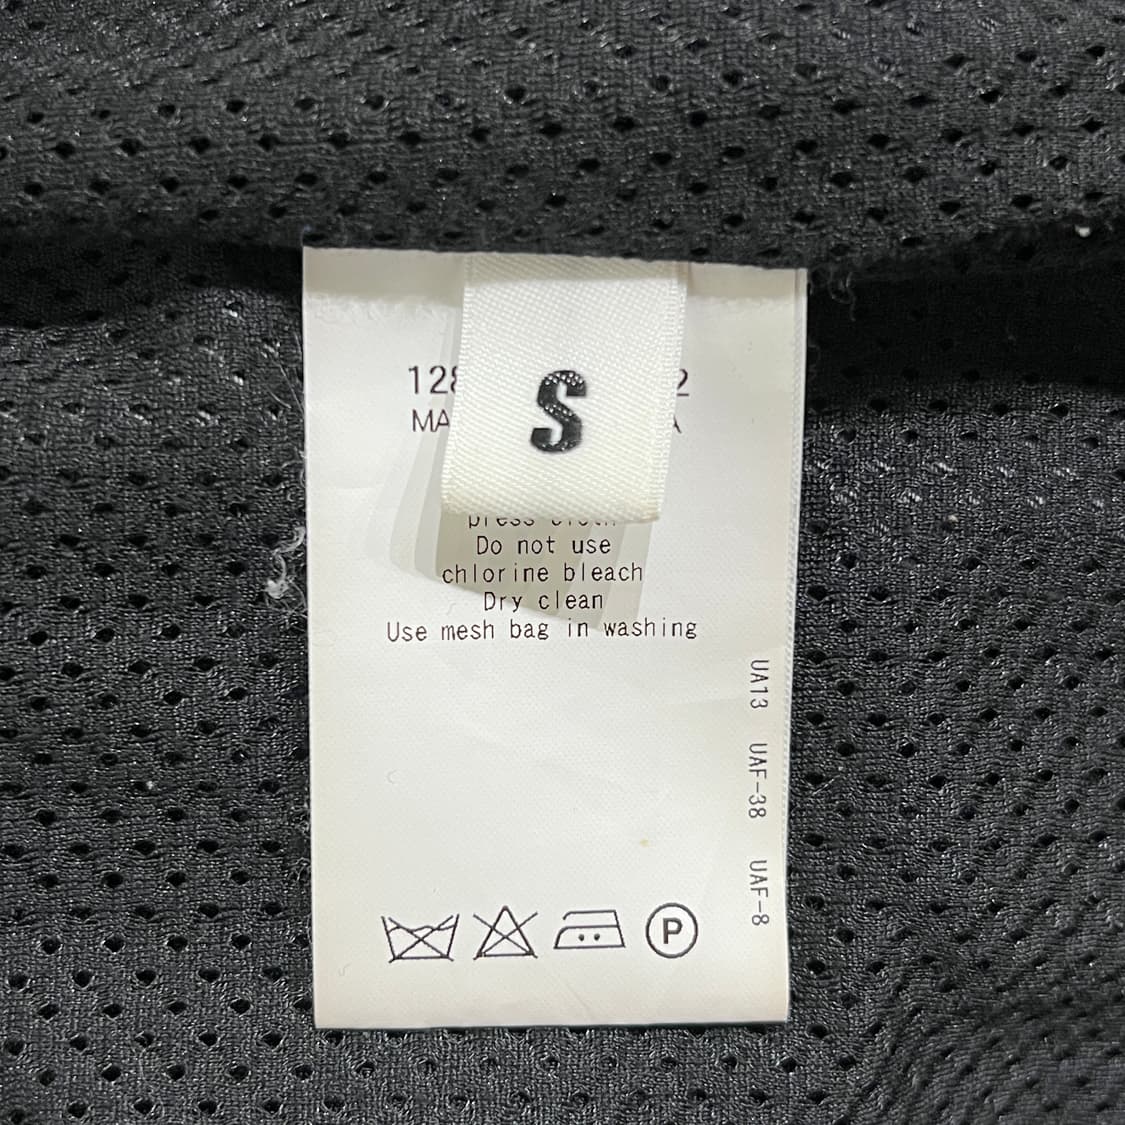 S
Do not use
chlorine bleach
Dry clean
Use mesh bag in washing
UA13 UAF-38 UAF-8
P